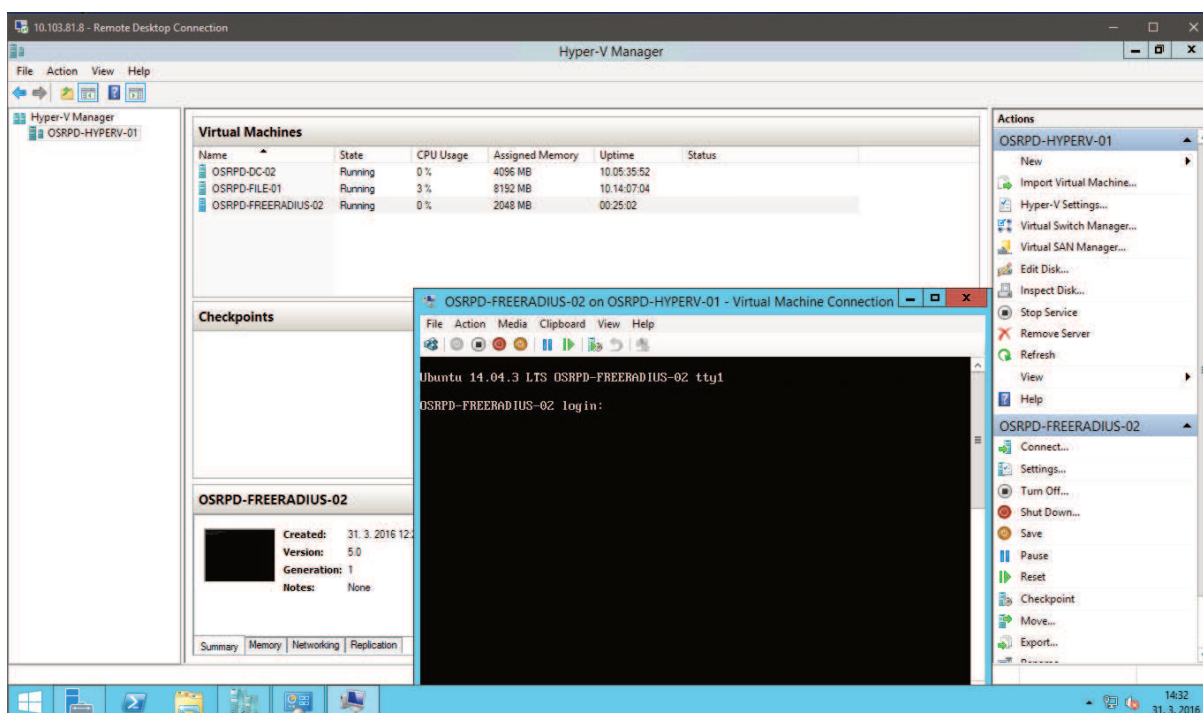 10.103.81.8 - Remote Desktop Connection
Hyper-V Manager
File Action View Help
Hyper-V Manager
OSRPD-HYPERV-01
Virtual Machines
Name State CPU Usage Assigned Memory Uptime Status
OSRPD-DC-02 Running 0 % 4096 MB 10.05:35:52
OSRPD-FILE-01 Running 3 % 8192 MB 10.14:07:04
OSRPD-FREERADIUS-02 Running 0 % 2048 MB 00:25:02
Checkpoints
OSRPD-FREERADIUS-02
Created: 31. 3. 2016 12:
Version: 5.0
Generation: 1
Notes: None
Summary Memory Networking Replication
OSRPD-FREERADIUS-02 on OSRPD-HYPERV-01 - Virtual Machine Connection
File Action Media Clipboard View Help
Ubuntu 14.04.3 LTS OSRPD-FREERADIUS-02 tty1
OSRPD-FREERADIUS-02 login:
Actions
OSRPD-HYPERV-01
New
Import Virtual Machine...
Hyper-V Settings...
Virtual Switch Manager...
Virtual SAN Manager...
Edit Disk...
Inspect Disk...
Stop Service
Remove Server
Refresh
View
Help
OSRPD-FREERADIUS-02
Connect...
Settings...
Turn Off...
Shut Down...
Save
Pause
Reset
Checkpoint
Move...
Export...
14:32
31. 3. 2016